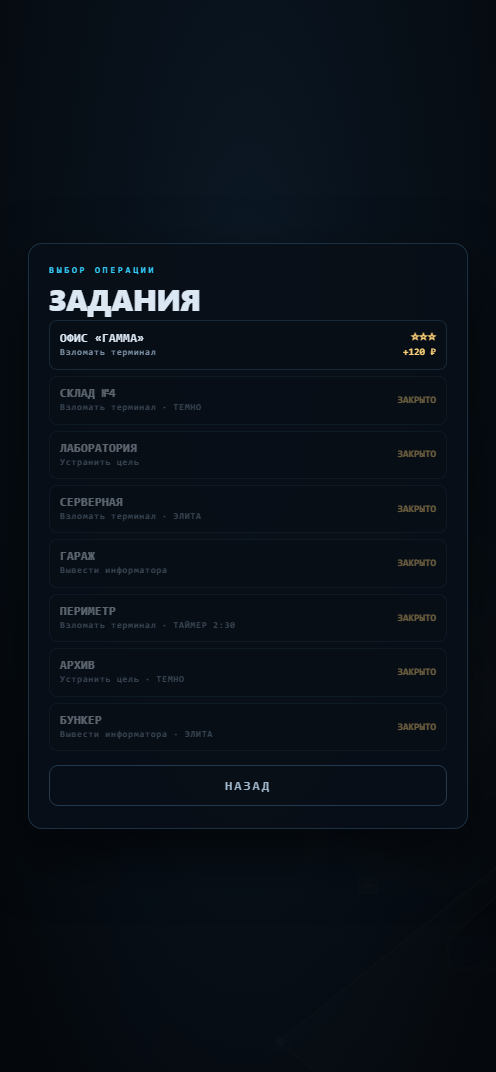 ВЫБОР ОПЕРАЦИИ
ЗАДАНИЯ
ОФИС «ГАММА»
☆☆☆
Взломать терминал
+120 ₽
СКЛАД №4
Взломать терминал · ТЕМНО
ЗАКРЫТО
ЛАБОРАТОРИЯ
Устранить цель
ЗАКРЫТО
СЕРВЕРНАЯ
Взломать терминал · ЭЛИТА
ЗАКРЫТО
ГАРАЖ
Вывести информатора
ЗАКРЫТО
ПЕРИМЕТР
Взломать терминал · ТАЙМЕР 2:30
ЗАКРЫТО
АРХИВ
Устранить цель · ТЕМНО
ЗАКРЫТО
БУНКЕР
Вывести информатора · ЭЛИТА
ЗАКРЫТО
НАЗАД